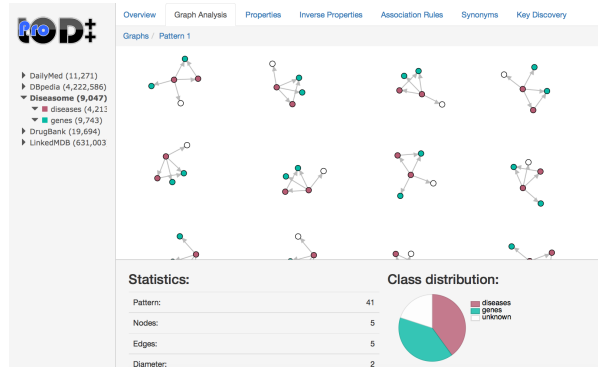 Pro LOD++
Overview Graph Analysis Properties Inverse Properties Association Rules Synonyms Key Discovery
Graphs / Pattern 1
DailyMed (11,271)
DBpedia (4,222,586)
Diseasome (9,047)
diseases (4,213
genes (9,743)
DrugBank (19,694)
LinkedMDB (631,003
Statistics:
Pattern: 41
Nodes: 5
Edges: 5
Diameter: 2
Class distribution:
diseases
genes
unknown